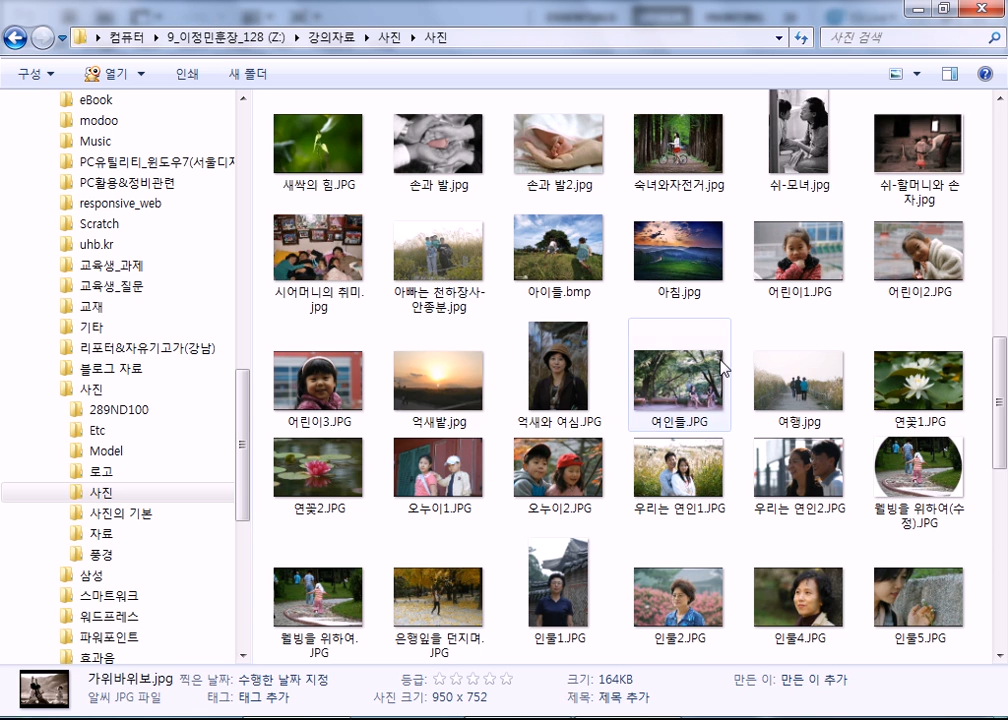 컴퓨터 ▸ 9_이정민훈장_128 (Z:) ▸ 강의자료 ▸ 사진 ▸ 사진
사진 검색
구성 열기 인쇄 새 폴더
eBook
modoo
Music
PC유틸리티_윈도우7(서울디지
PC활용&정비관련
responsive_web
Scratch
uhb.kr
교육생_과제
교육생_질문
교재
기타
리포터&자유기고가(강남)
블로그 자료
사진
289ND100
Etc
Model
로고
사진
사진의 기본
자료
풍경
삼성
스마트워크
워드프레스
파워포인트
효과음
새싹의 힘.JPG 손과 발.jpg 손과 발2.jpg 숙녀와자전거.jpg 쉬-모녀.jpg 쉬-할머니와 손
자.jpg
시어머니의 취미. 아빠는 천하장사- 아이들.bmp 아침.jpg 어린이1.JPG 어린이2.JPG
jpg 안종분.jpg
어린이3.JPG 억새밭.jpg 억새와 여심.JPG 여인들.JPG 여행.jpg 연꽃1.JPG
연꽃2.JPG 오누이1.JPG 오누이2.JPG 우리는 연인1.JPG 우리는 연인2.JPG 웰빙을 위하여(수
정).JPG
웰빙을 위하여. 은행잎을 던지며. 인물1.JPG 인물2.JPG 인물4.JPG 인물5.JPG
JPG JPG
가위바위보.jpg 찍은 날짜: 수행한 날짜 지정 등급: 크기: 164KB 만든 이: 만든 이 추가
알씨 JPG 파일 태그: 태그 추가 사진 크기: 950 x 752 제목: 제목 추가